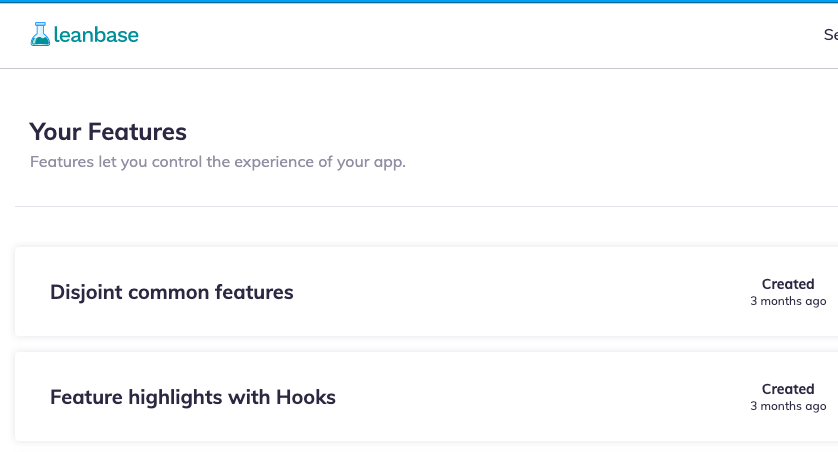 leanbase
Your Features
Features let you control the experience of your app.
Disjoint common features
Created
3 months ago
Feature highlights with Hooks
Created
3 months ago